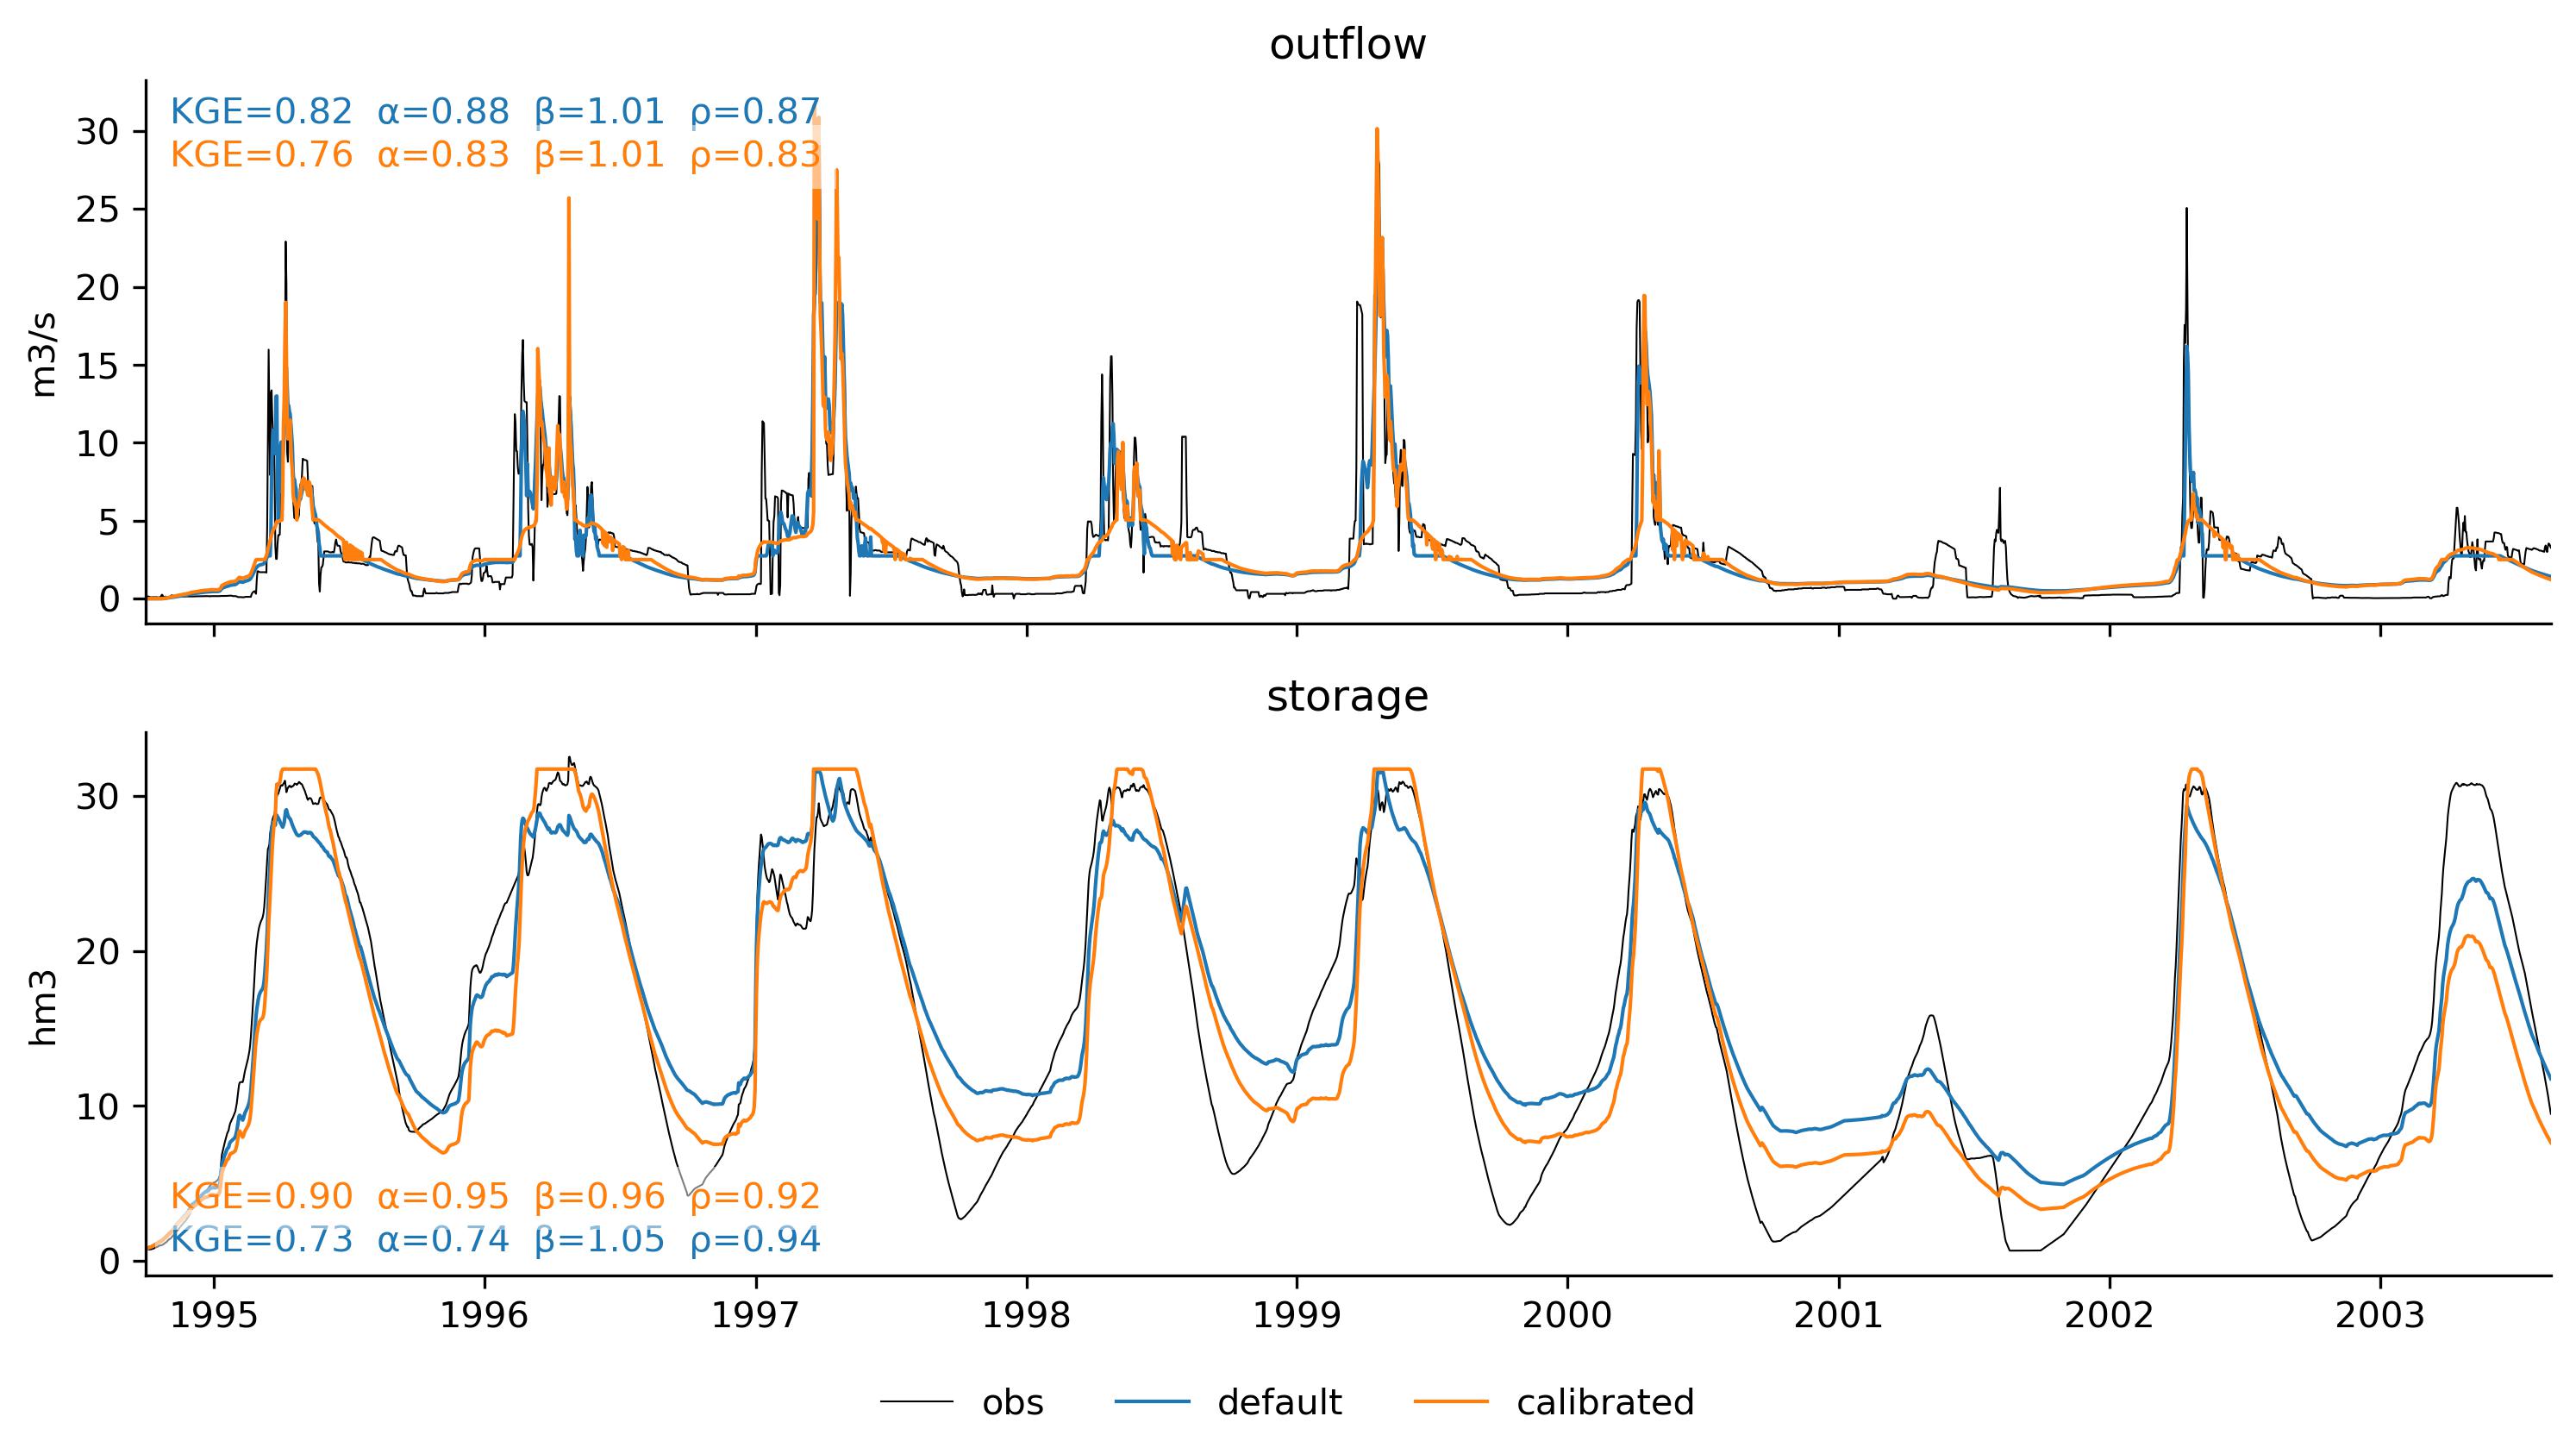 outflow
KGE=0.82 α=0.88 β=1.01 ρ=0.87
KGE=0.76 α=0.83 β=1.01 ρ=0.83
30
25
20
15
10
5
0
m3/s
storage
30
20
10
0
hm3
KGE=0.90 α=0.95 β=0.96 ρ=0.92
KGE=0.73 α=0.74 β=1.05 ρ=0.94
1995 1996 1997 1998 1999 2000 2001 2002 2003
obs default calibrated